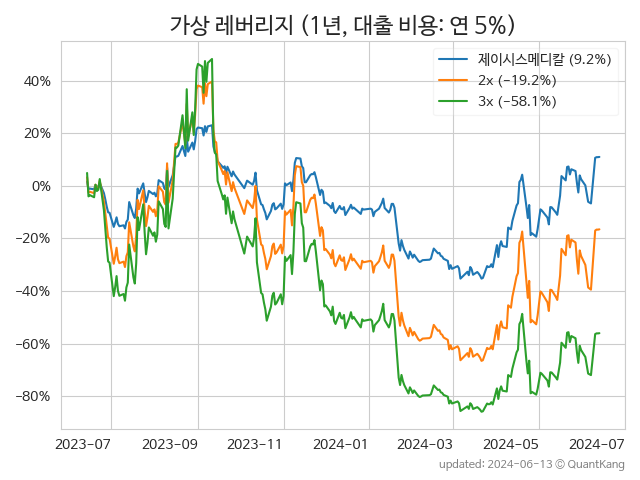 가상 레버리지 (1년, 대출 비용: 연 5%)
제이시스메디칼 (9.2%)
2x (−19.2%)
3x (−58.1%)
40%
20%
0%
−20%
−40%
−60%
−80%
2023-07 2023-09 2023-11 2024-01 2024-03 2024-05 2024-07
updated: 2024-06-13 © QuantKang